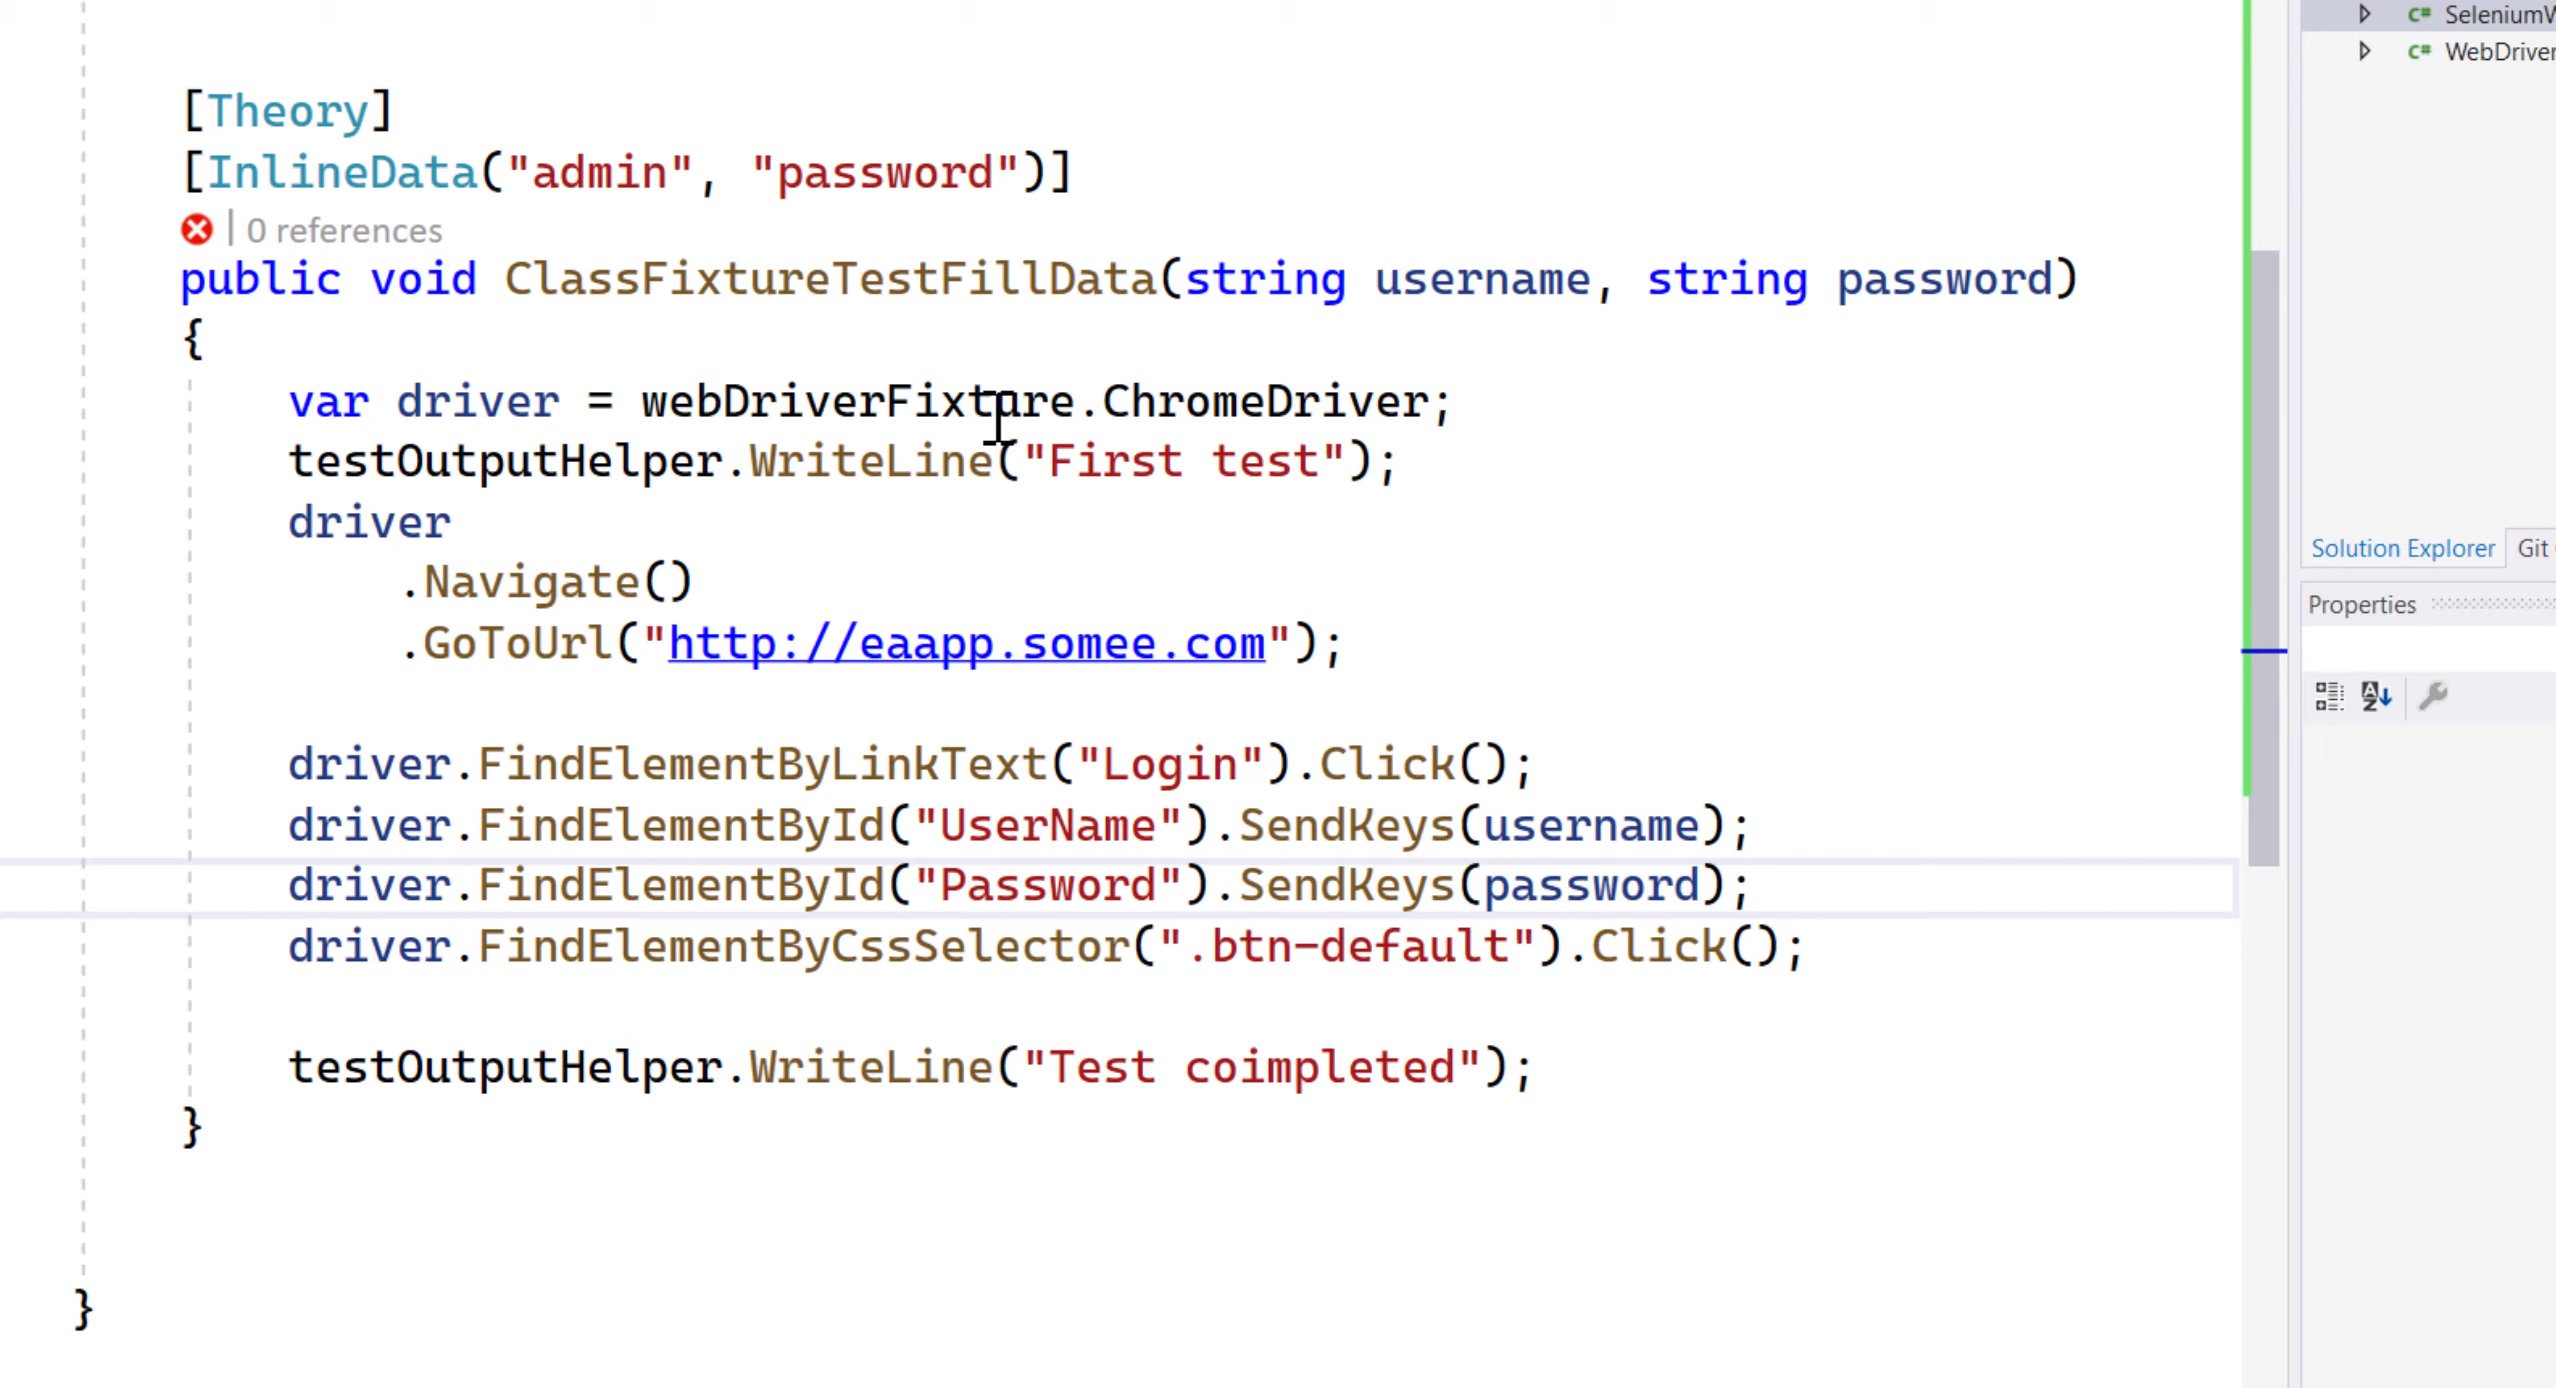 [Theory]
[InlineData("admin", "password")]
0 references
public void ClassFixtureTestFillData(string username, string password)
{
var driver = webDriverFixture.ChromeDriver;
testOutputHelper.WriteLine("First test");
driver
.Navigate()
.GoToUrl("http://eaapp.somee.com");
driver.FindElementByLinkText("Login").Click();
driver.FindElementById("UserName").SendKeys(username);
driver.FindElementById("Password").SendKeys(password);
driver.FindElementByCssSelector(".btn-default").Click();
testOutputHelper.WriteLine("Test coimpleted");
}
}
C# SeleniumW
C# WebDriver
Solution Explorer Git
Properties